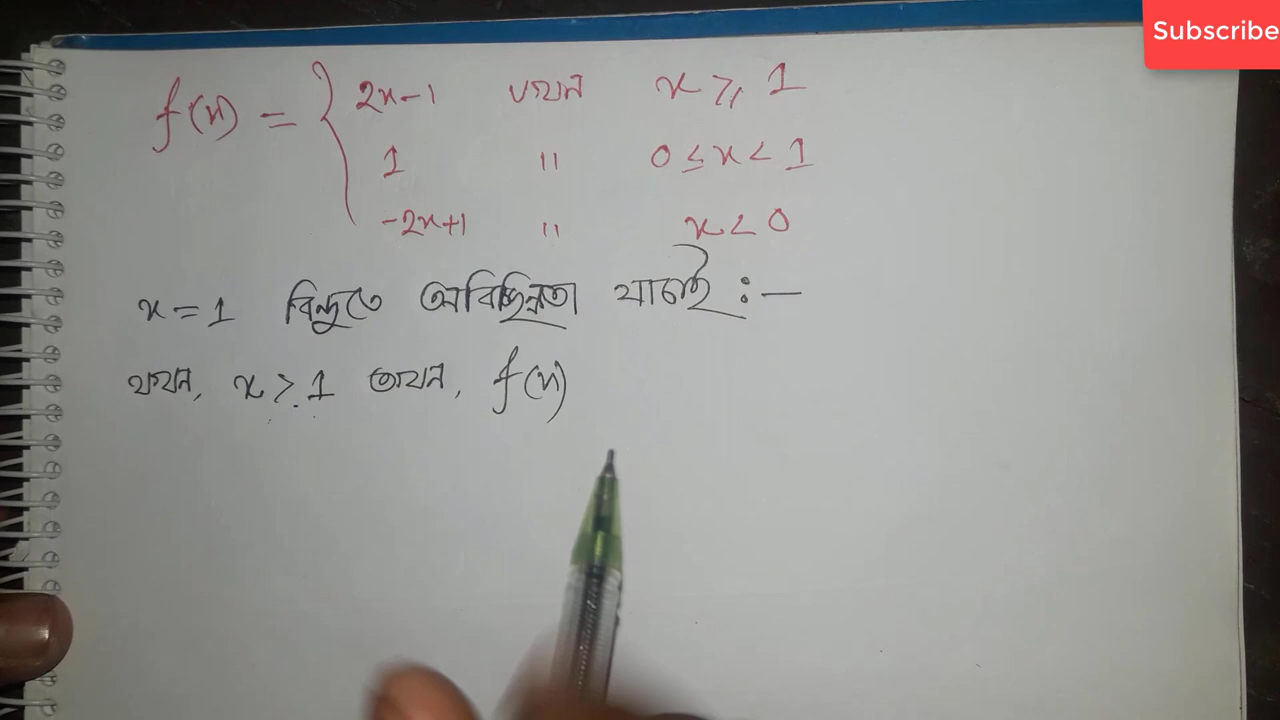 Subscribe
f(x) = { 2x-1 যখন x ≥ 1
1 " 0 ≤ x < 1
-2x+1 " x < 0
x = 1 বিন্দুতে অবিচ্ছিন্নতা যাচাই :—
যখন, x > 1 তখন, f(x)